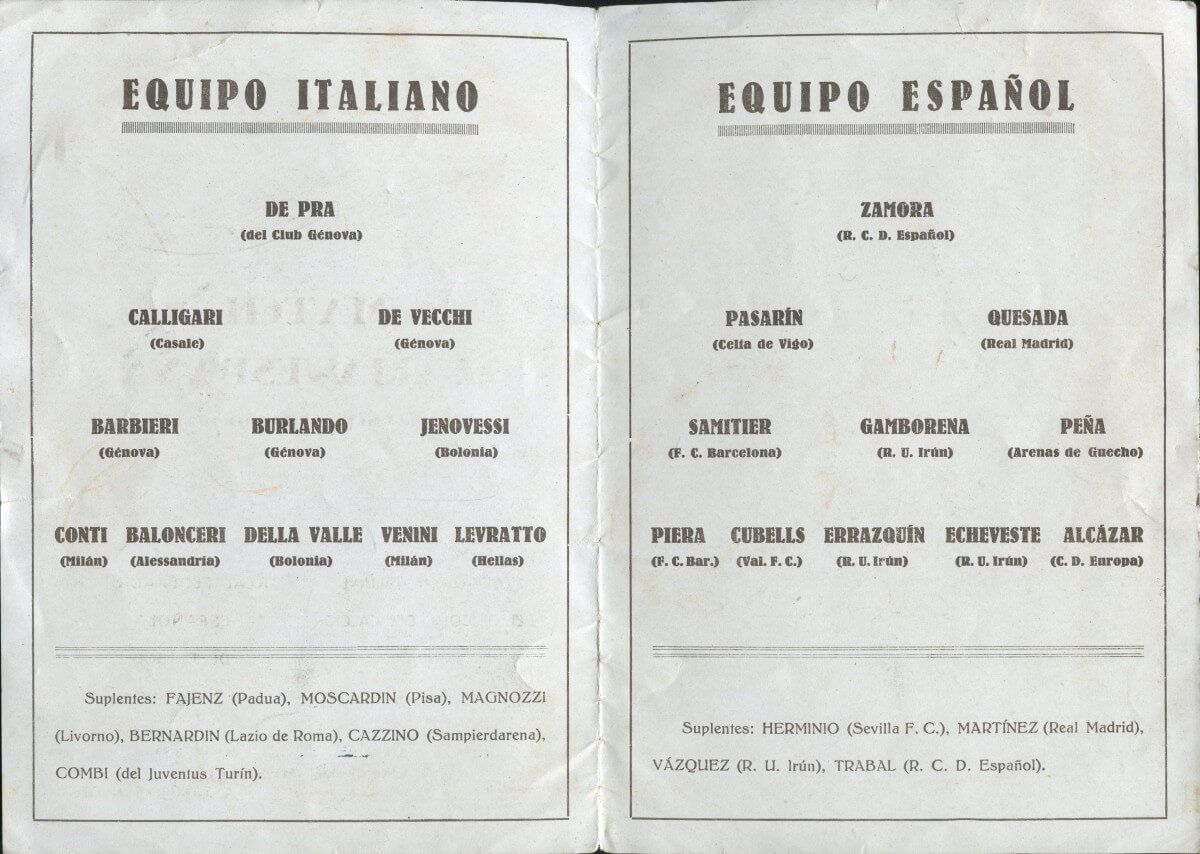 EQUIPO ITALIANO
DE PRA
(del Club Génova)
CALLIGARI DE VECCHI
(Casale) (Génova)
BARBIERI BURLANDO JENOVESSI
(Génova) (Génova) (Bolonia)
CONTI BALONCERI DELLA VALLE VENINI LEVRATTO
(Milán) (Alessandría) (Bolonia) (Milán) (Hellas)
Suplentes: FAJENZ (Padua), MOSCARDIN (Pisa), MAGNOZZI
(Livorno), BERNARDIN (Lazio de Roma), CAZZINO (Sampierdarena),
COMBI (del Juventus Turín).
EQUIPO ESPAÑOL
ZAMORA
(R. C. D. Español)
PASARÍN QUESADA
(Celta de Vigo) (Real Madrid)
SAMITIER GAMBORENA PEÑA
(F. C. Barcelona) (R. U. Irún) (Arenas de Guecho)
PIERA CUBELLS ERRAZQUÍN ECHEVESTE ALCÁZAR
(F. C. Bar.) (Val. F. C.) (R. U. Irún) (R. U. Irún) (C. D. Europa)
Suplentes: HERMINIO (Sevilla F. C.), MARTÍNEZ (Real Madrid),
VÁZQUEZ (R. U. Irún), TRABAL (R. C. D. Español).